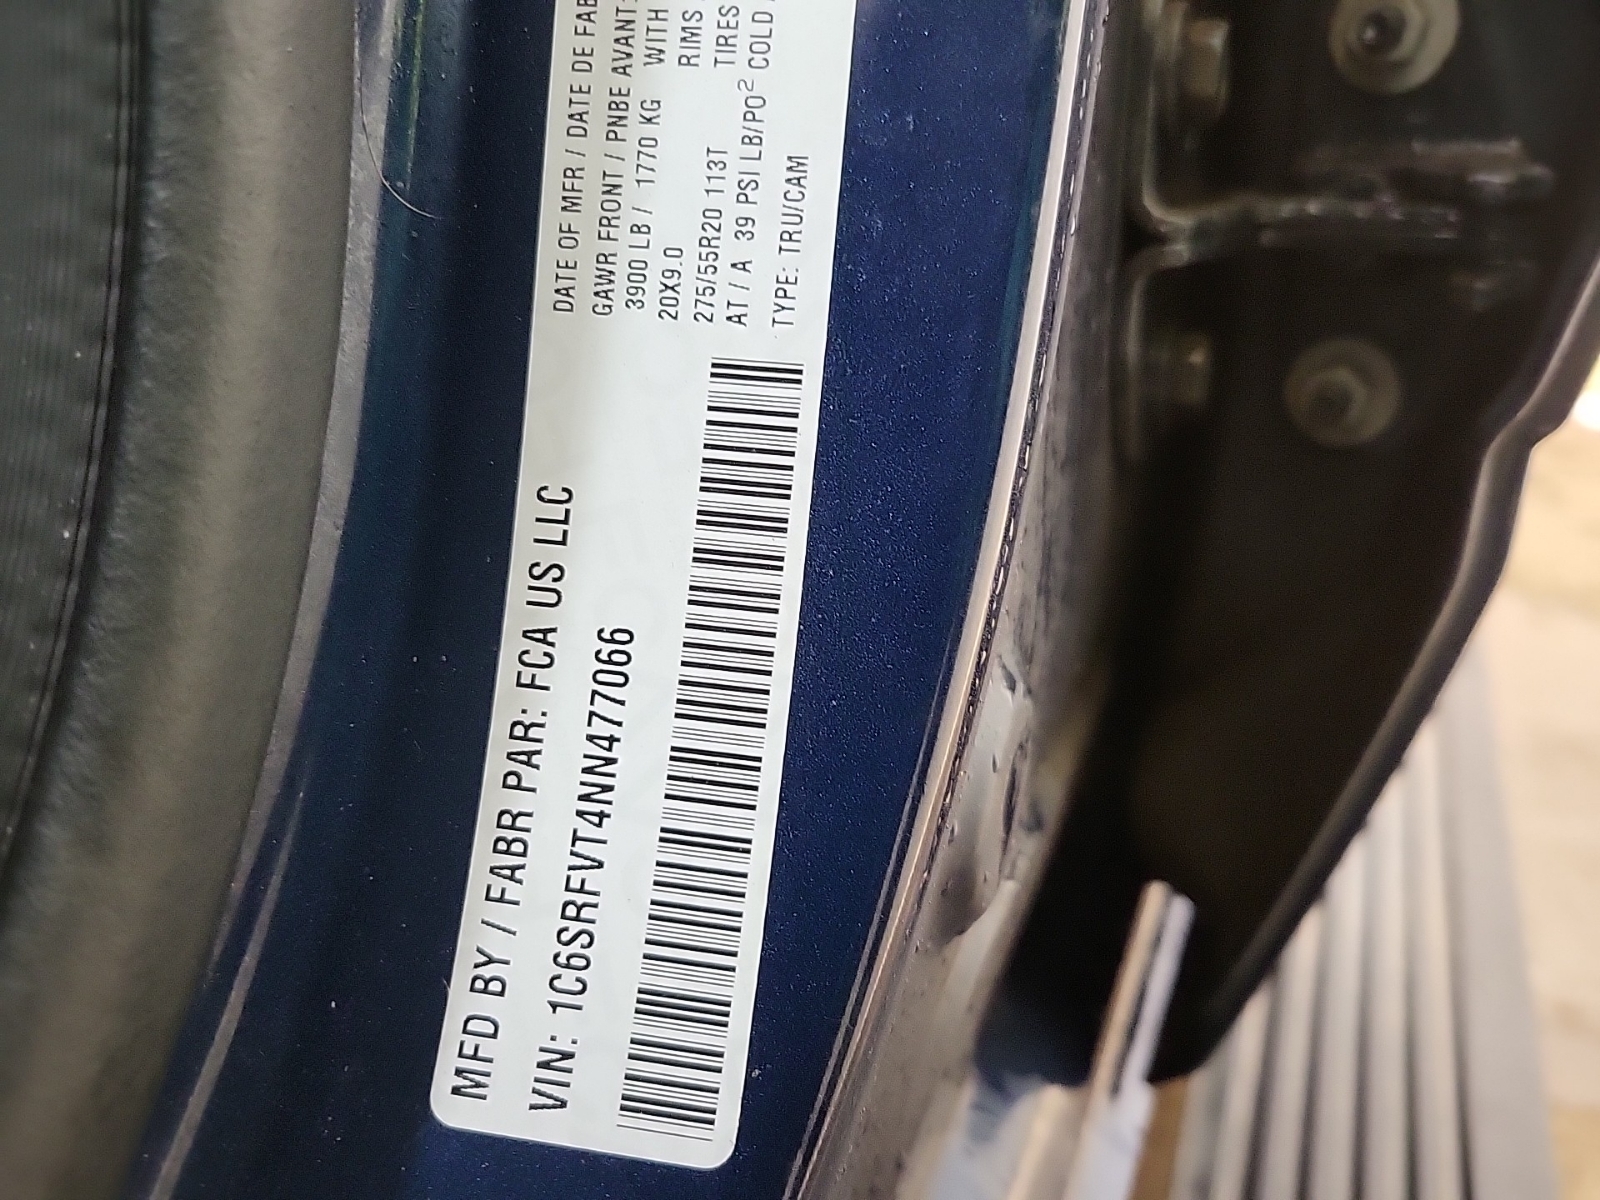 MFD BY / FABR PAR: FCA US LLC
VIN: 1C6SRFVT4NN477066
DATE OF MFR / DATE DE FAB
GAWR FRONT / PNBE AVANT:
3900 LB / 1770 KG WITH
20X9.0 RIMS
275/55R20 113T TIRES
AT / A 39 PSI LB/PO² COLD
TYPE: TRU/CAM